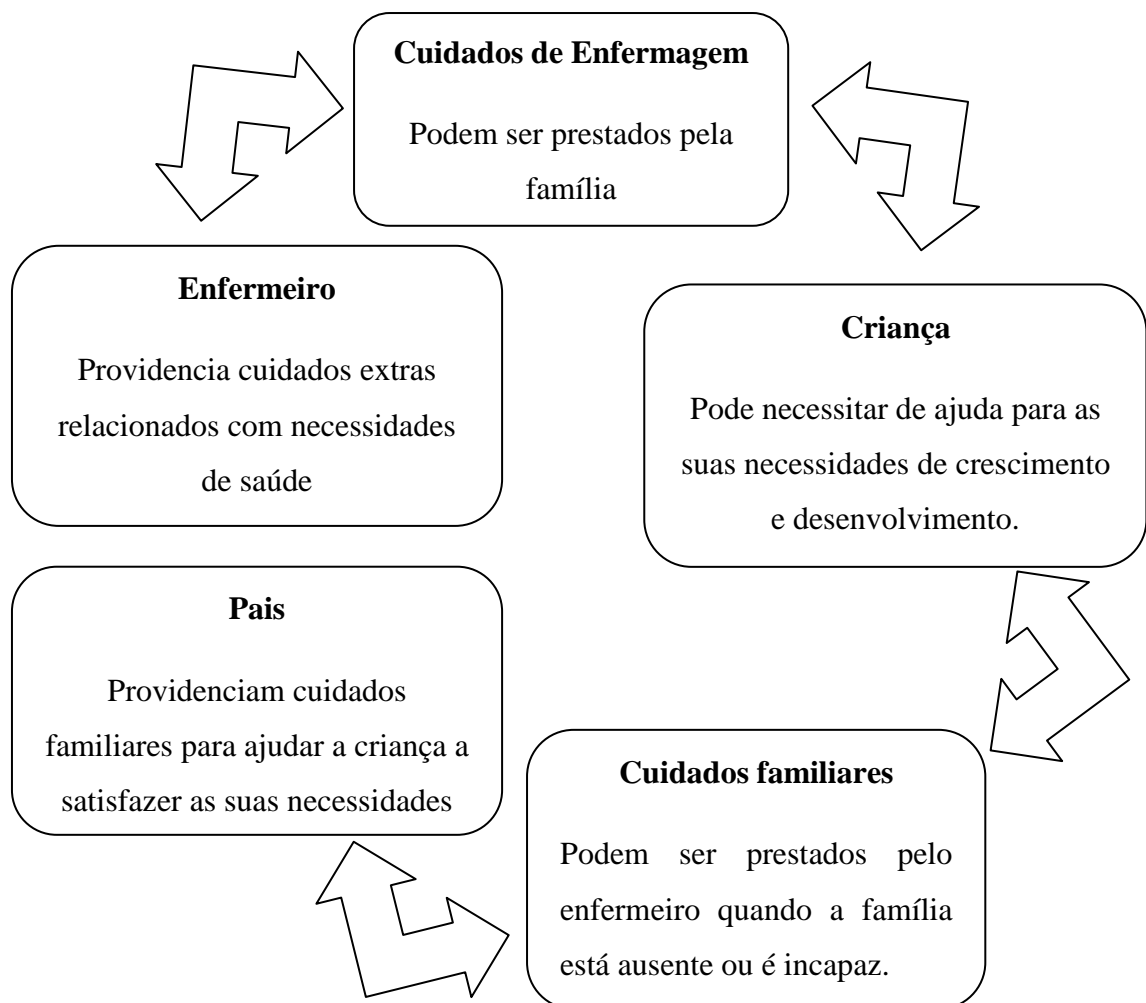 Cuidados de Enfermagem
Podem ser prestados pela
família
Enfermeiro
Providencia cuidados extras
relacionados com necessidades
de saúde
Criança
Pode necessitar de ajuda para as
suas necessidades de crescimento
e desenvolvimento.
Pais
Providenciam cuidados
familiares para ajudar a criança a
satisfazer as suas necessidades
Cuidados familiares
Podem ser prestados pelo
enfermeiro quando a família
está ausente ou é incapaz.